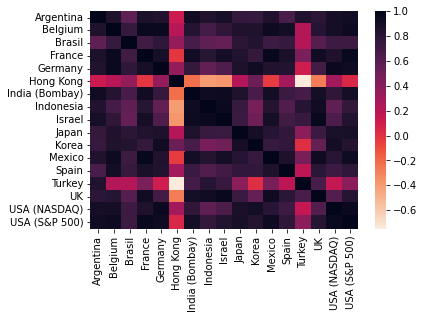 Argentina
Belgium
Brasil
France
Germany
Hong Kong
India (Bombay)
Indonesia
Israel
Japan
Korea
Mexico
Spain
Turkey
UK
USA (NASDAQ)
USA (S&P 500)
Argentina
Belgium
Brasil
France
Germany
Hong Kong
India (Bombay)
Indonesia
Israel
Japan
Korea
Mexico
Spain
Turkey
UK
USA (NASDAQ)
USA (S&P 500)
1.0
0.8
0.6
0.4
0.2
0.0
−0.2
−0.4
−0.6